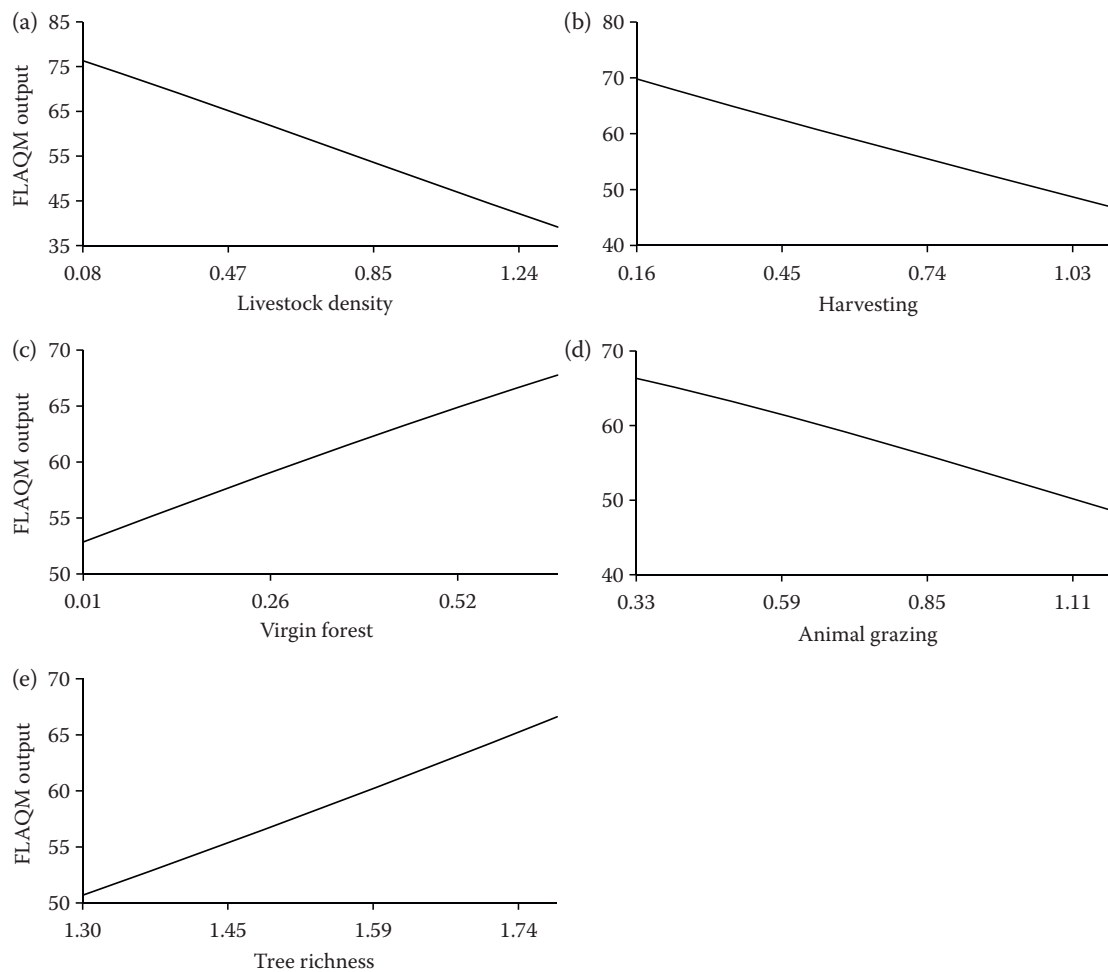 (a)
85
75
65
55
45
35
FLAQM output
0.08 0.47 0.85 1.24
Livestock density
(b)
80
70
60
50
40
0.16 0.45 0.74 1.03
Harvesting
(c)
70
65
60
55
50
FLAQM output
0.01 0.26 0.52
Virgin forest
(d)
70
60
50
40
0.33 0.59 0.85 1.11
Animal grazing
(e)
70
65
60
55
50
FLAQM output
1.30 1.45 1.59 1.74
Tree richness